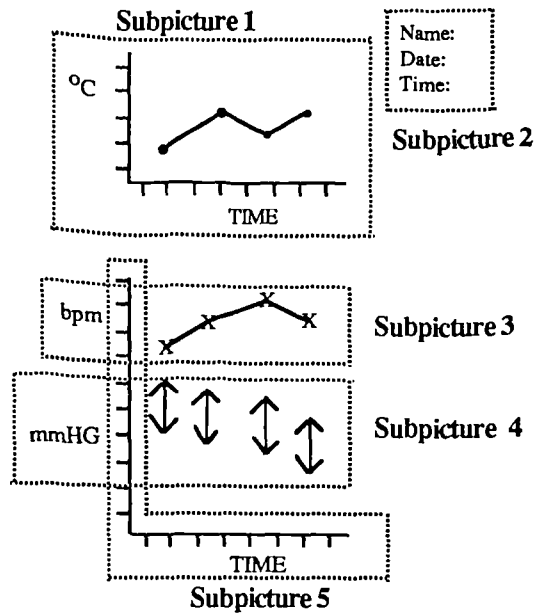 Subpicture 1
Name:
Date:
Time:
°C
Subpicture 2
TIME
bpm
X X X X
Subpicture 3
mmHG
Subpicture 4
TIME
Subpicture 5